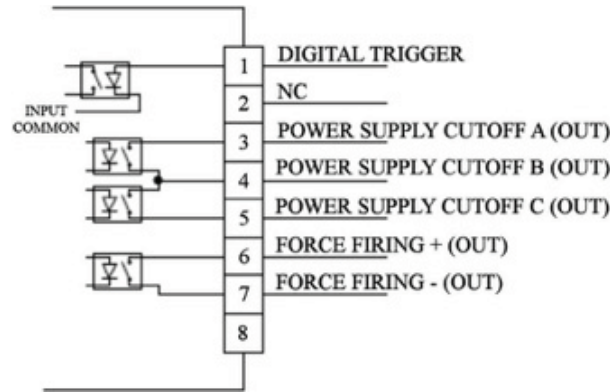 1 DIGITAL TRIGGER
INPUT
COMMON
2 NC
3 POWER SUPPLY CUTOFF A (OUT)
4 POWER SUPPLY CUTOFF B (OUT)
5 POWER SUPPLY CUTOFF C (OUT)
6 FORCE FIRING + (OUT)
7 FORCE FIRING - (OUT)
8